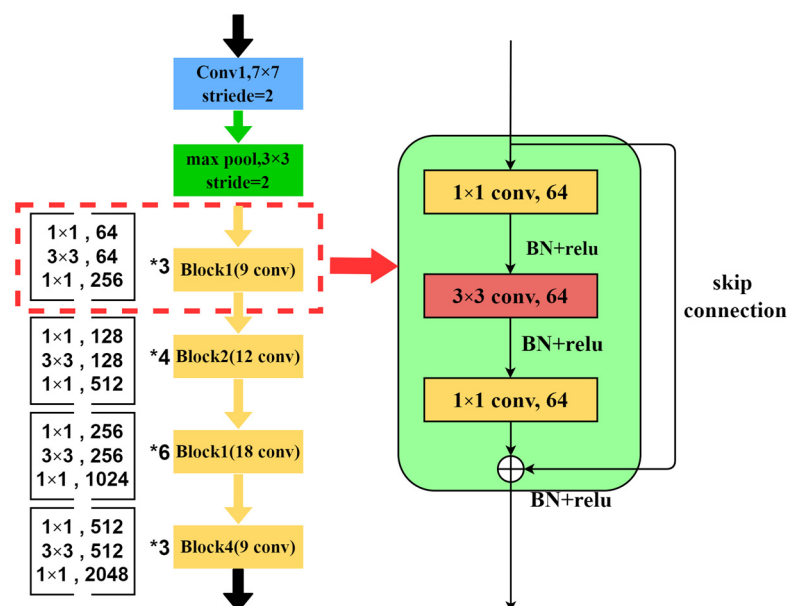 Conv1,7×7
striede=2
max pool,3×3
stride=2
1×1 , 64
3×3 , 64
1×1 , 256
*3
Block1(9 conv)
1×1 , 128
3×3 , 128
1×1 , 512
*4
Block2(12 conv)
1×1 , 256
3×3 , 256
1×1 , 1024
*6
Block1(18 conv)
1×1 , 512
3×3 , 512
1×1 , 2048
*3
Block4(9 conv)
1×1 conv, 64
BN+relu
3×3 conv, 64
BN+relu
1×1 conv, 64
BN+relu
skip
connection